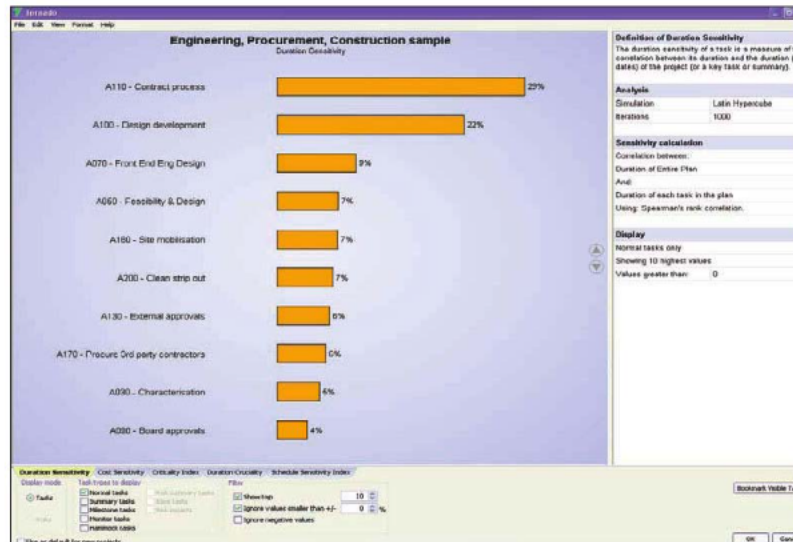 Tornado
File Edit View Format Help
Engineering, Procurement, Construction sample
Duration Sensitivity
A110 - Contract process 29%
A100 - Design development 22%
A070 - Front End Eng Design 9%
A060 - Feasibility & Design 7%
A160 - Site mobilisation 7%
A200 - Clean strip out 7%
A130 - External approvals 6%
A170 - Procure 3rd party contractors 6%
A090 - Characterisation
A080 - Board approvals 4%
Definition of Duration Sensitivity
The duration sensitivity of a task is a measure of
correlation between its duration and the duration (
dates) of the project (or a key task or summary).
Analysis
Simulation Latin Hypercube
Iterations 1000
Sensitivity calculation
Correlation between:
Duration of Entire Plan
And:
Duration of each task in the plan
Using: Spearman's rank correlation.
Display
Normal tasks only
Showing 10 highest values
Values greater than: 0
Duration Sensitivity Cost Sensitivity Criticality Index Duration Cruciality Schedule Sensitivity Index
Display mode Task types to display Filter
Tasks
Normal tasks
Summary tasks
Milestone tasks
Monitor tasks
Hammock tasks
Show top 10
Ignore values smaller than +/- 0 %
Ignore negative values
Bookmark Visible Ta
OK Canc